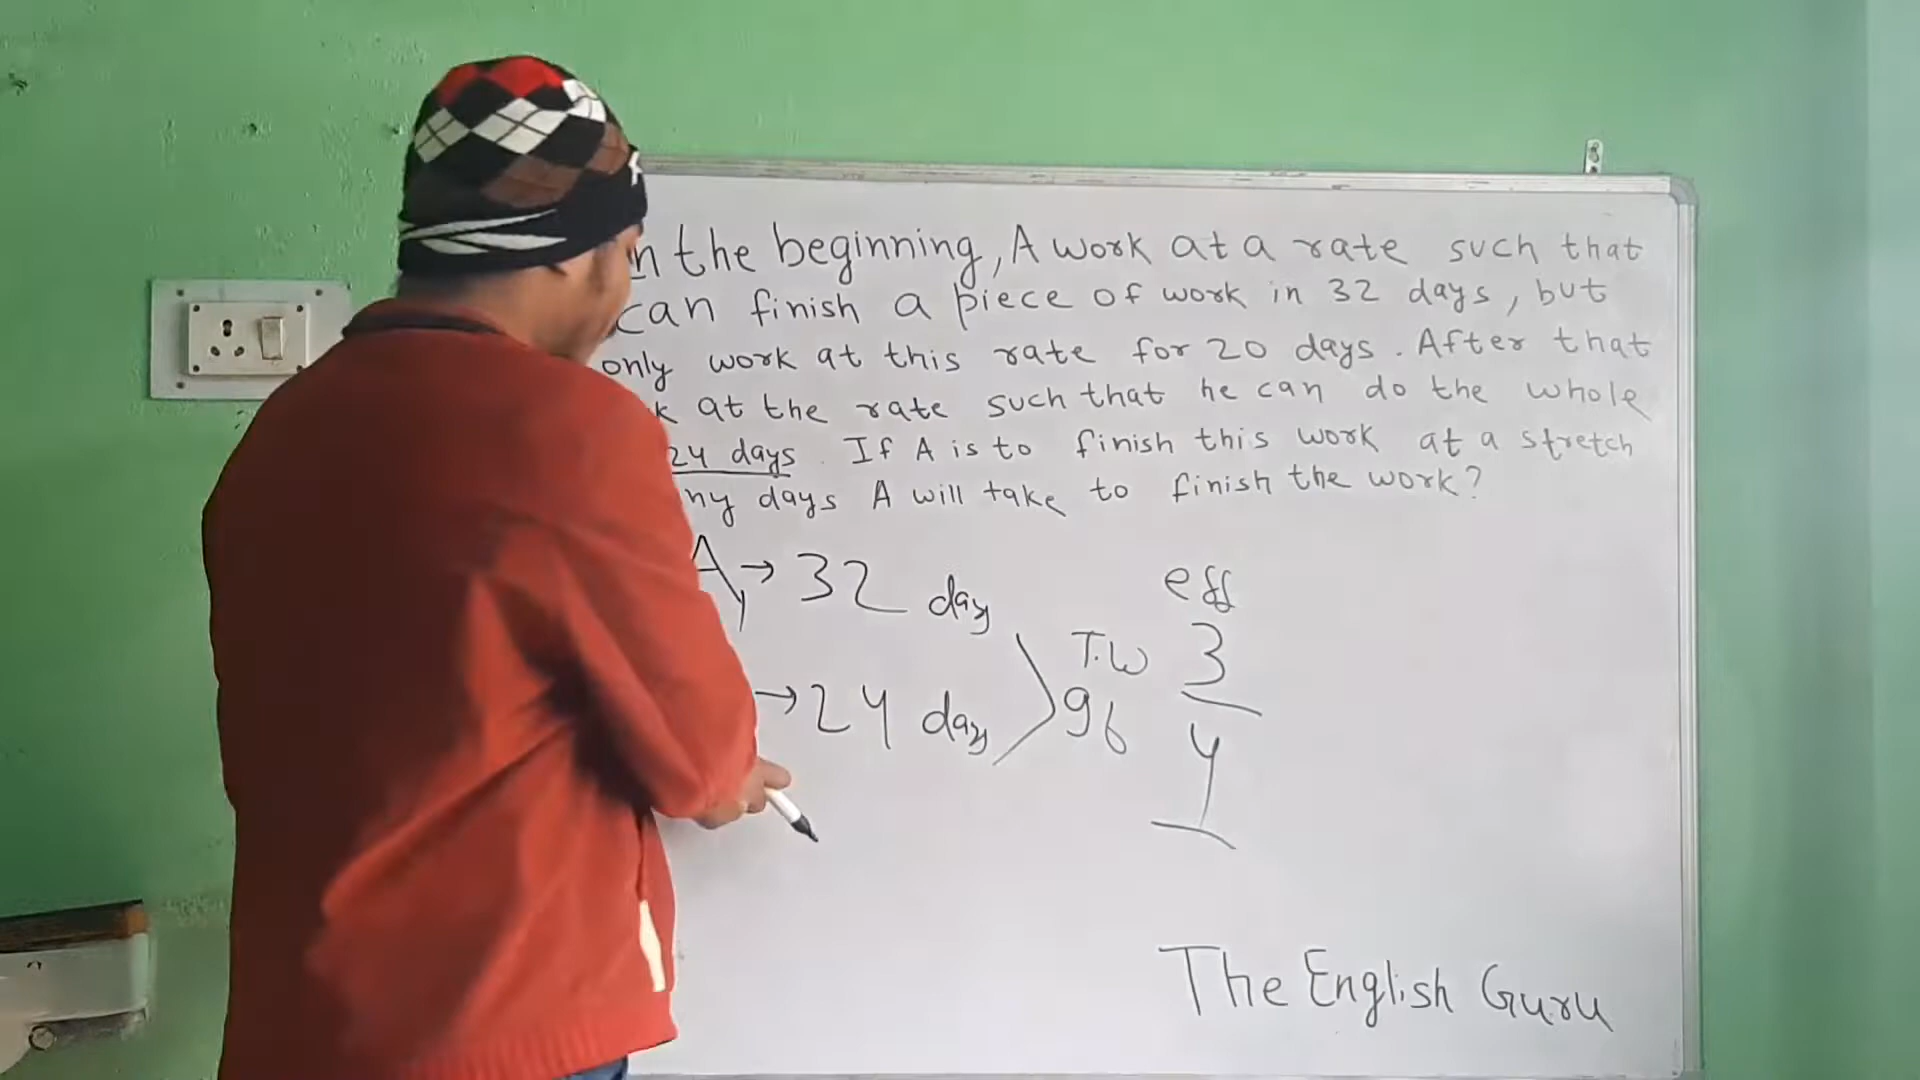 n the beginning, A work at a rate such that
can finish a piece of work in 32 days, but
only work at this rate for 20 days. After that
k at the rate such that he can do the whole
24 days. If A is to finish this work at a stretch
ny days A will take to finish the work?
A → 32 day
eff
T.W 3
→ 24 day
96
4
The English Guru